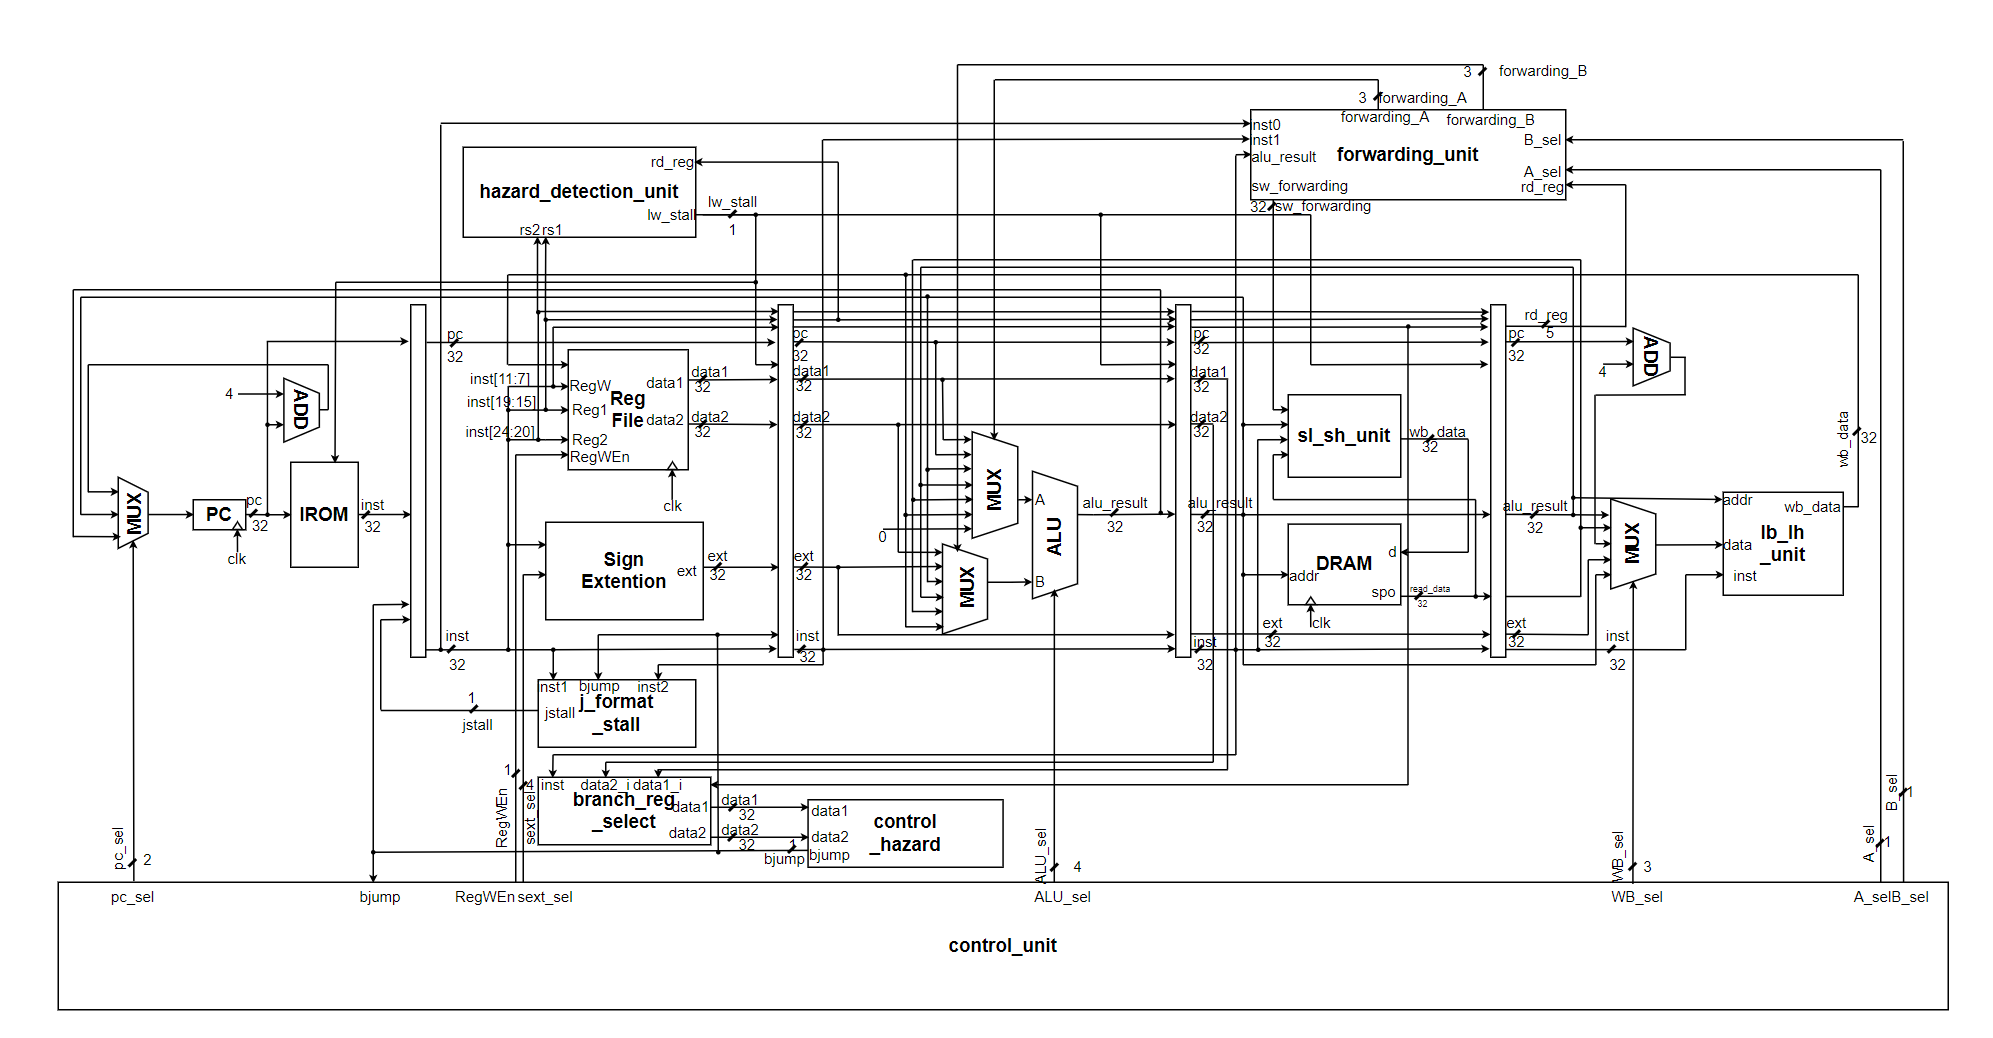 3 forwarding_B
3 forwarding_A
forwarding_A forwarding_B
inst0
inst1
alu_result
forwarding_unit
B_sel
A_sel
rd_reg
sw_forwarding
32 sw_forwarding
rd_reg
hazard_detection_unit
lw_stall
rs2 rs1
lw_stall
1
pc
32
pc
32
pc
32
rd_reg
5
pc
32
ADD
4
4
ADD
inst[11:7]
inst[19:15]
inst[24:20]
RegW
Reg1
Reg2
RegWEn
Reg
File
data1
data2
clk
data1
32
data2
32
data1
32
data2
32
data1
32
data2
32
MUX
PC
clk
pc
32
IROM
inst
32
Sign
Extention
ext
ext
32
ext
32
0
MUX
MUX
A
B
ALU
alu_result
32
alu_result
32
sl_sh_unit
wb_data
32
DRAM
d
addr
spo
clk
read_data
32
alu_result
32
MUX
addr
data
inst
wb_data
lb_lh
_unit
wb_data
32
inst
32
inst
32
ext
32
inst
32
ext
32
inst
32
inst1
bjump
inst2
j_format
_stall
jstall
1
jstall
inst
data2_i data1_i
branch_reg
_select
data1
data2
data1
32
data2
32
data1
data2
bjump
control
_hazard
1
bjump
pc_sel
2
1
RegWEn
4
sext_sel
ALU_sel
4
WB_sel
3
A_sel
1
B_sel
1
pc_sel
bjump
RegWEn sext_sel
ALU_sel
WB_sel
A_selB_sel
control_unit